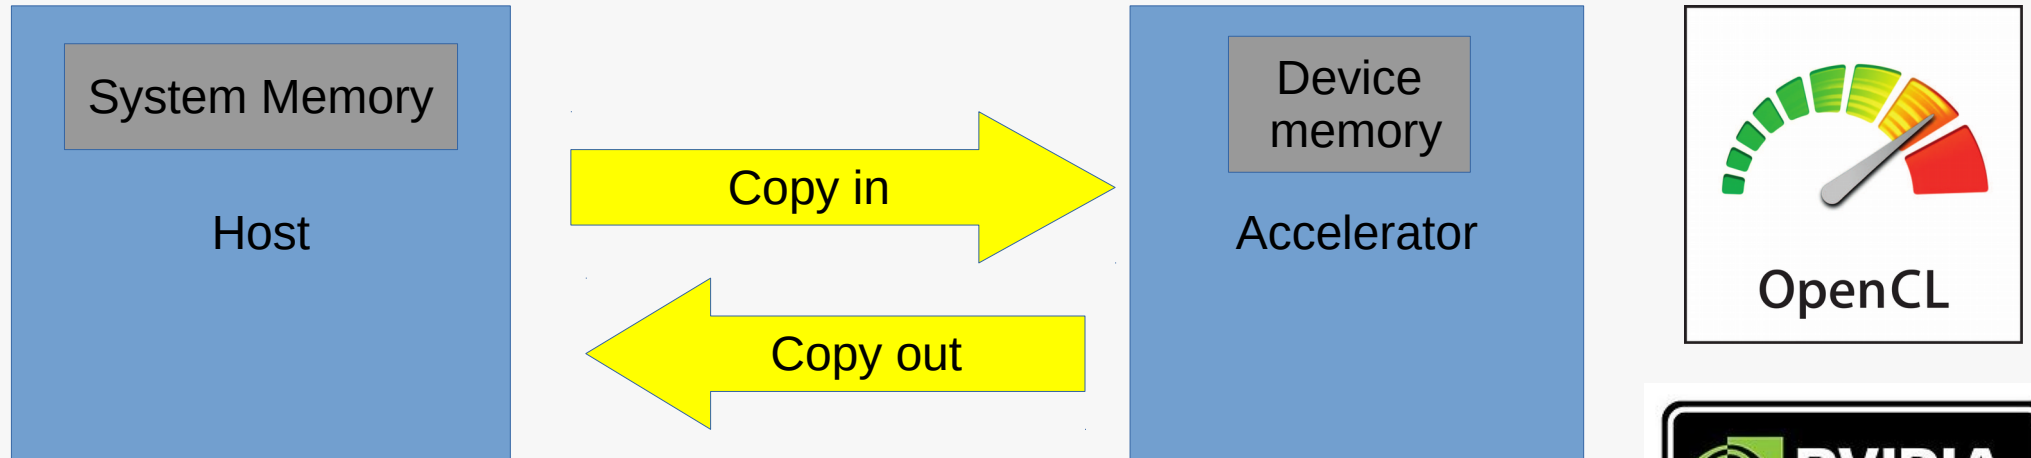 System Memory
Host
Copy in
Copy out
Device
memory
Accelerator
OpenCL